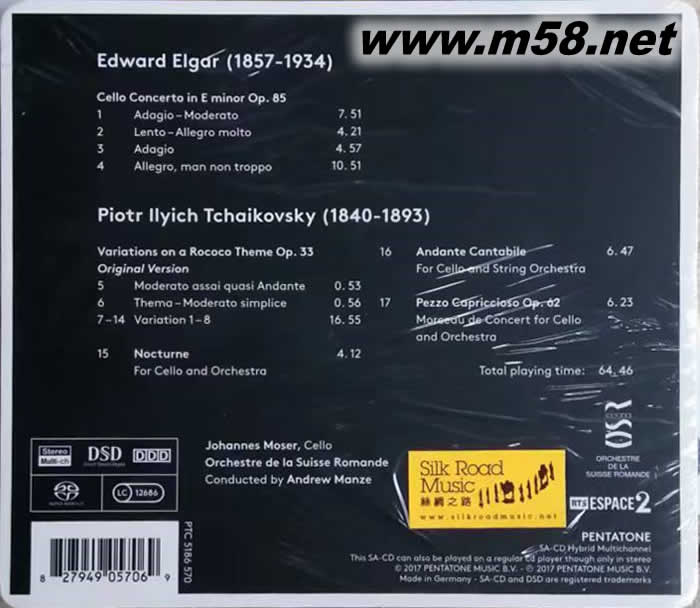 www.m58.net
Edward Elgar (1857-1934)
Cello Concerto in E minor Op. 85
1 Adagio – Moderato 7. 51
2 Lento – Allegro molto 4. 21
3 Adagio 4. 57
4 Allegro, man non troppo 10. 51
Piotr Ilyich Tchaikovsky (1840-1893)
Variations on a Rococo Theme Op. 33
Original Version
5 Moderato assai quasi Andante 0. 53
6 Thema – Moderato simplice 0. 56
7-14 Variation 1 – 8 16. 55
15 Nocturne 4. 12
For Cello and Orchestra
16 Andante Cantabile 6. 47
For Cello and String Orchestra
17 Pezzo Capriccioso Op. 62 6. 23
Morceau de Concert for Cello
and Orchestra
Total playing time: 64. 46
Stereo
Multi-ch
DSD
DDD
LC 12686
Johannes Moser, Cello
Orchestre de la Suisse Romande
Conducted by Andrew Manze
Silk Road
Music
絲綢之路
www.silkroadmusic.net
OSR
ORCHESTRE
DE LA
SUISSE ROMANDE
RTS ESPACE 2
PTC 5186 570
8 27949 05706 9
PENTATONE
SA-CD Hybrid Multichannel
This SA-CD can also be played on a regular cd player though only in stereo
℗ 2017 PENTATONE MUSIC B.V. - © 2017 PENTATONE MUSIC B.V.
Made in Germany - SA-CD and DSD are registered trademarks